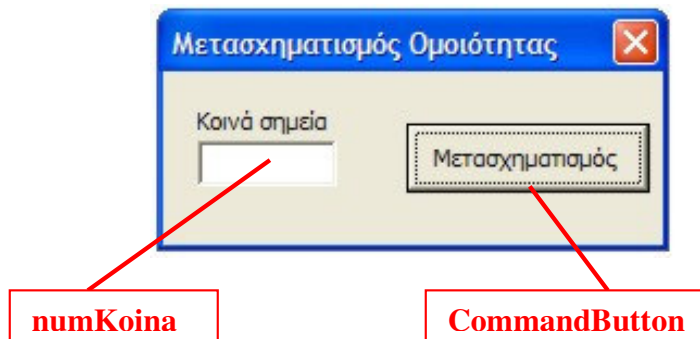 Μετασχηματισμός Ομοιότητας
Κοινά σημεία
Μετασχηματισμός
numKoina
CommandButton